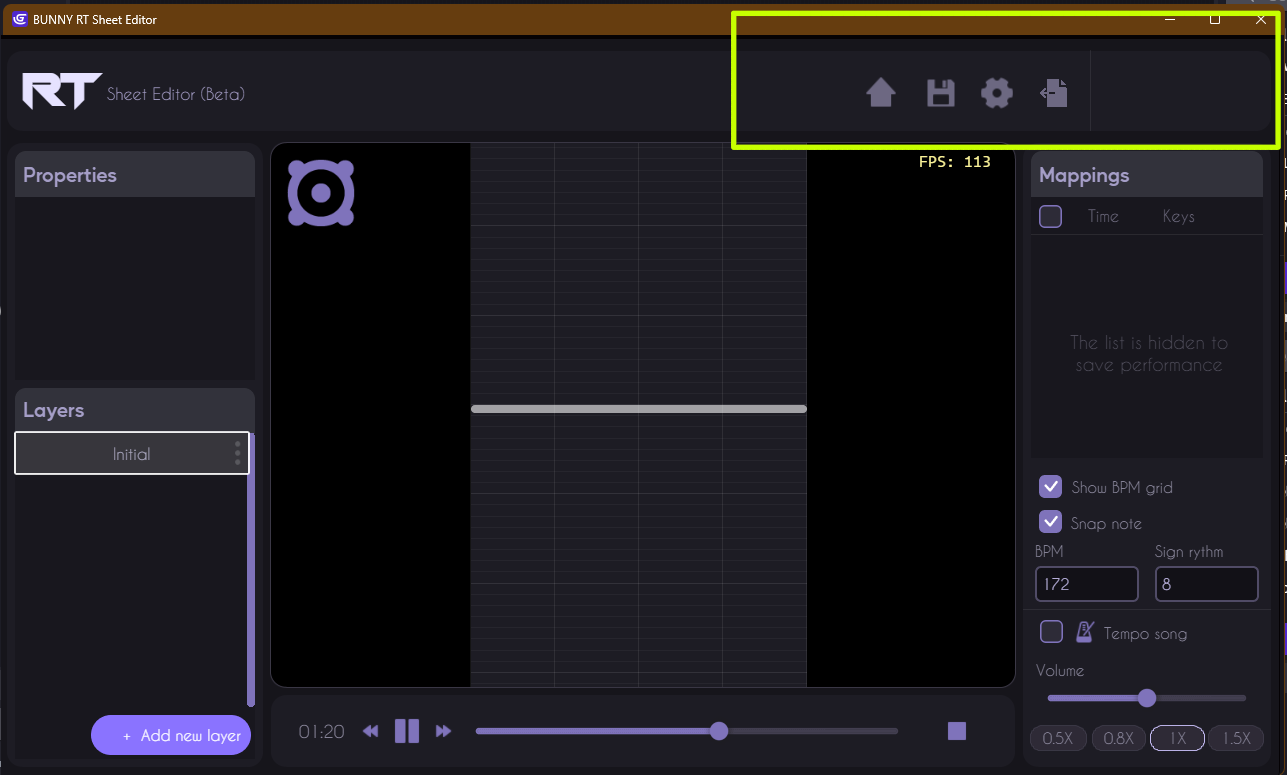 BUNNY RT Sheet Editor
RT Sheet Editor (Beta)
Properties
FPS: 113
Mappings
Time Keys
The list is hidden to
save performance
Layers
Initial
Show BPM grid
Snap note
BPM Sign rythm
172 8
Tempo song
Volume
+ Add new layer
01:20
0.5X 0.8X 1X 1.5X